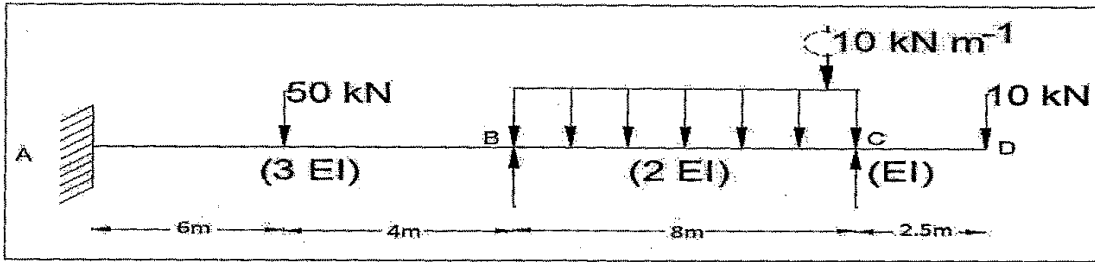 10 kN m⁻¹
50 kN
10 kN
A
B
C
D
(3 EI)
(2 EI)
(EI)
6m
4m
8m
2.5m